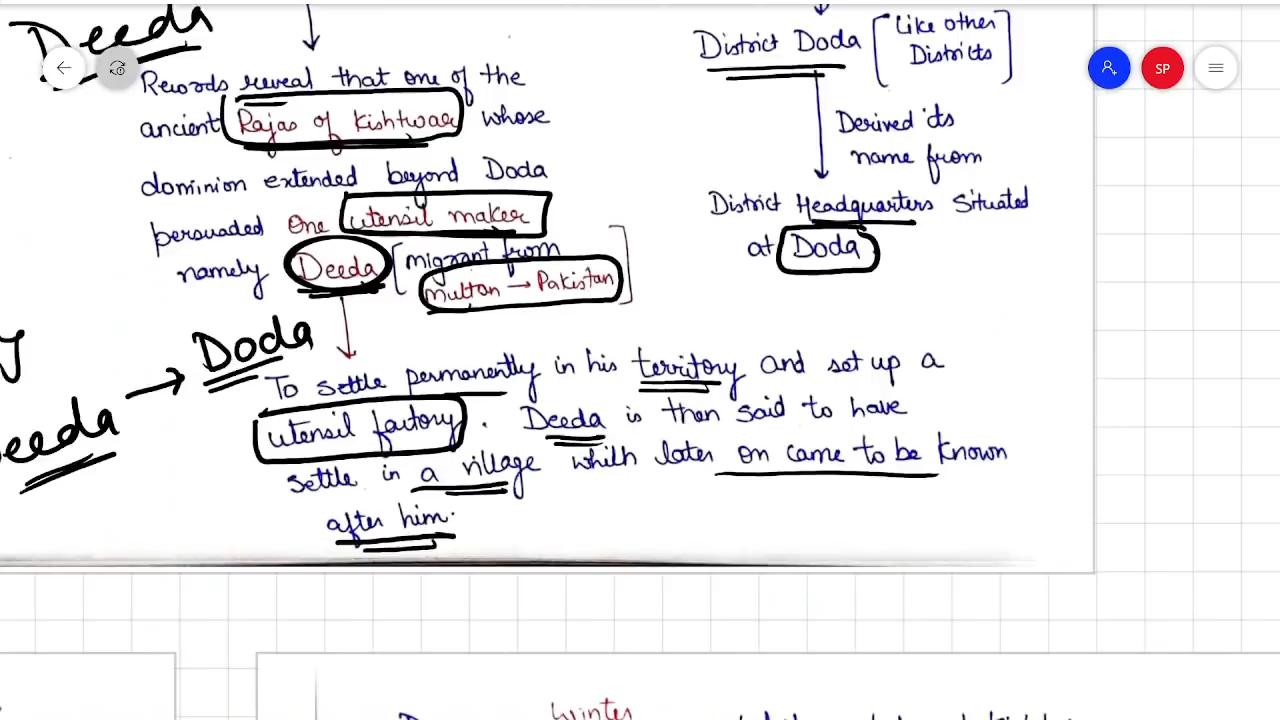 Deeda
Records reveal that one of the
ancient Rajas of Kishtwar whose
dominion extended beyond Doda
persuaded one utensil maker
namely Deeda [migrant from
multan → Pakistan]
Doda
Deeda
To settle permanently in his territory and set up a
utensil factory. Deeda is then said to have
settle in a village whilh later on came to be known
after him.
District Doda [Like other
Districts]
Derived its
name from
District Headquarters Situated
at Doda
SP
Winter